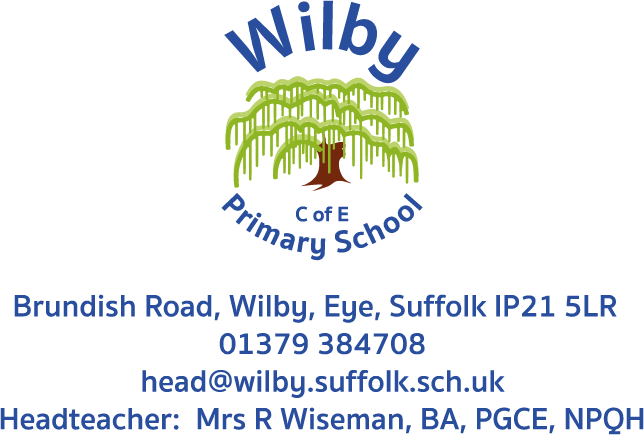 Wilby
C of E
Primary School
Brundish Road, Wilby, Eye, Suffolk IP21 5LR
01379 384708
head@wilby.suffolk.sch.uk
Headteacher:  Mrs R Wiseman, BA, PGCE, NPQH